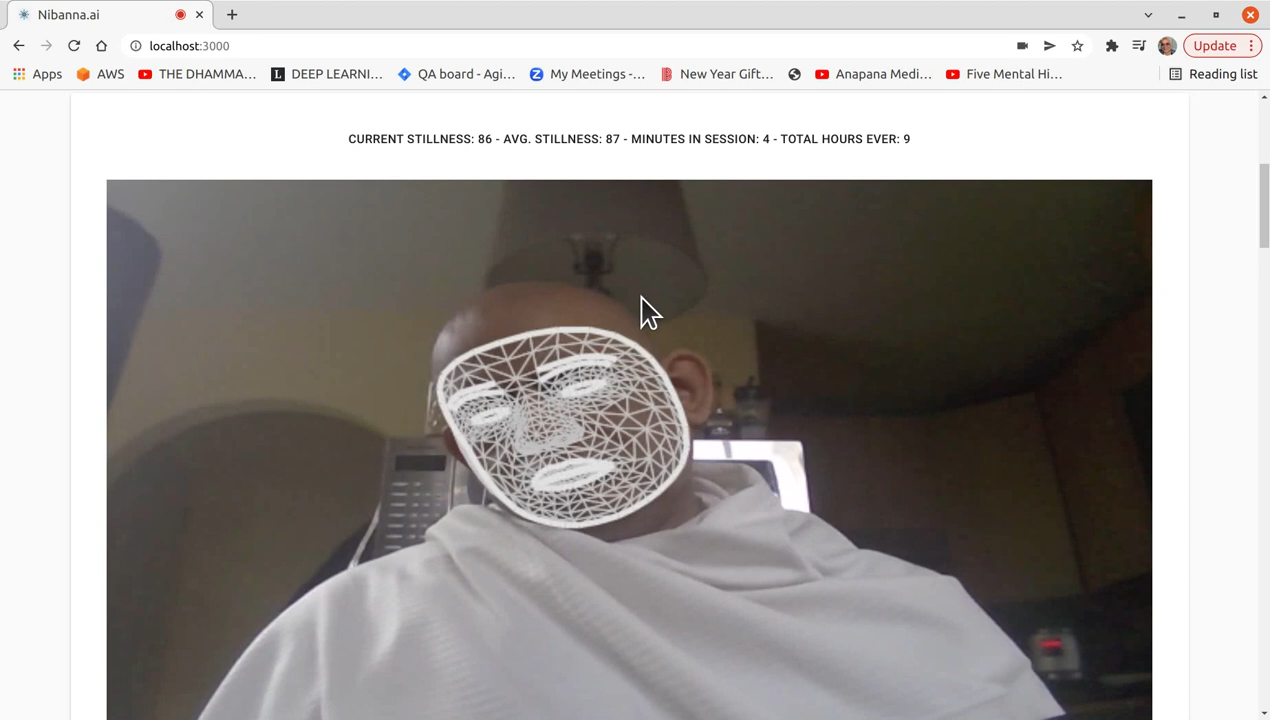 Nibanna.ai
localhost:3000
Update
Apps AWS THE DHAMMA... DEEP LEARNI... QA board - Agi... My Meetings -... New Year Gift... Anapana Medi... Five Mental Hi... Reading list
CURRENT STILLNESS: 86 - AVG. STILLNESS: 87 - MINUTES IN SESSION: 4 - TOTAL HOURS EVER: 9